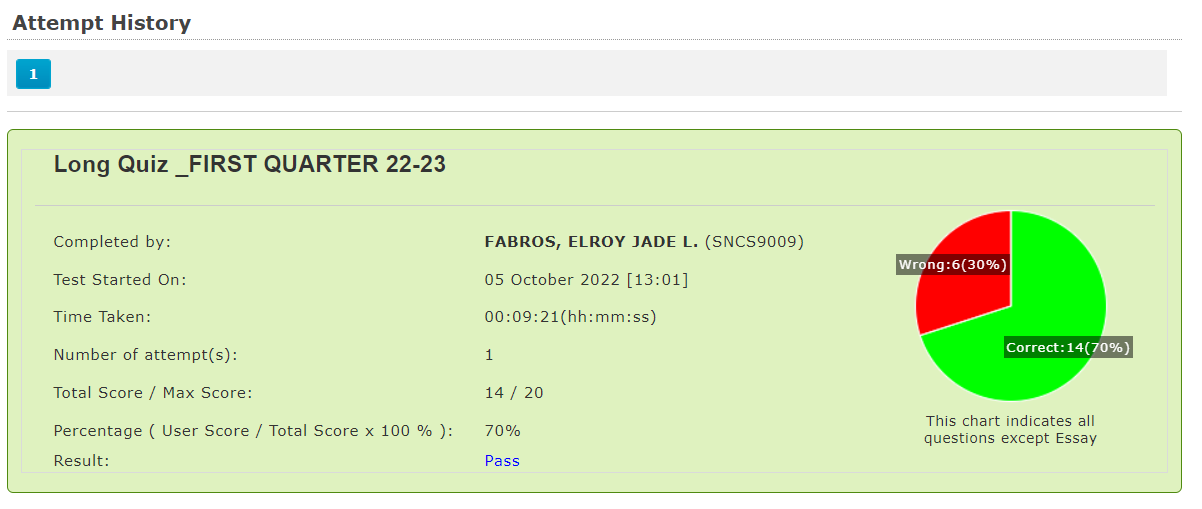 Attempt History
1
Long Quiz _FIRST QUARTER 22-23
Completed by: FABROS, ELROY JADE L. (SNCS9009)
Test Started On: 05 October 2022 [13:01]
Time Taken: 00:09:21(hh:mm:ss)
Number of attempt(s): 1
Total Score / Max Score: 14 / 20
Percentage ( User Score / Total Score x 100 % ): 70%
Result: Pass
Wrong:6(30%)
Correct:14(70%)
This chart indicates all
questions except Essay